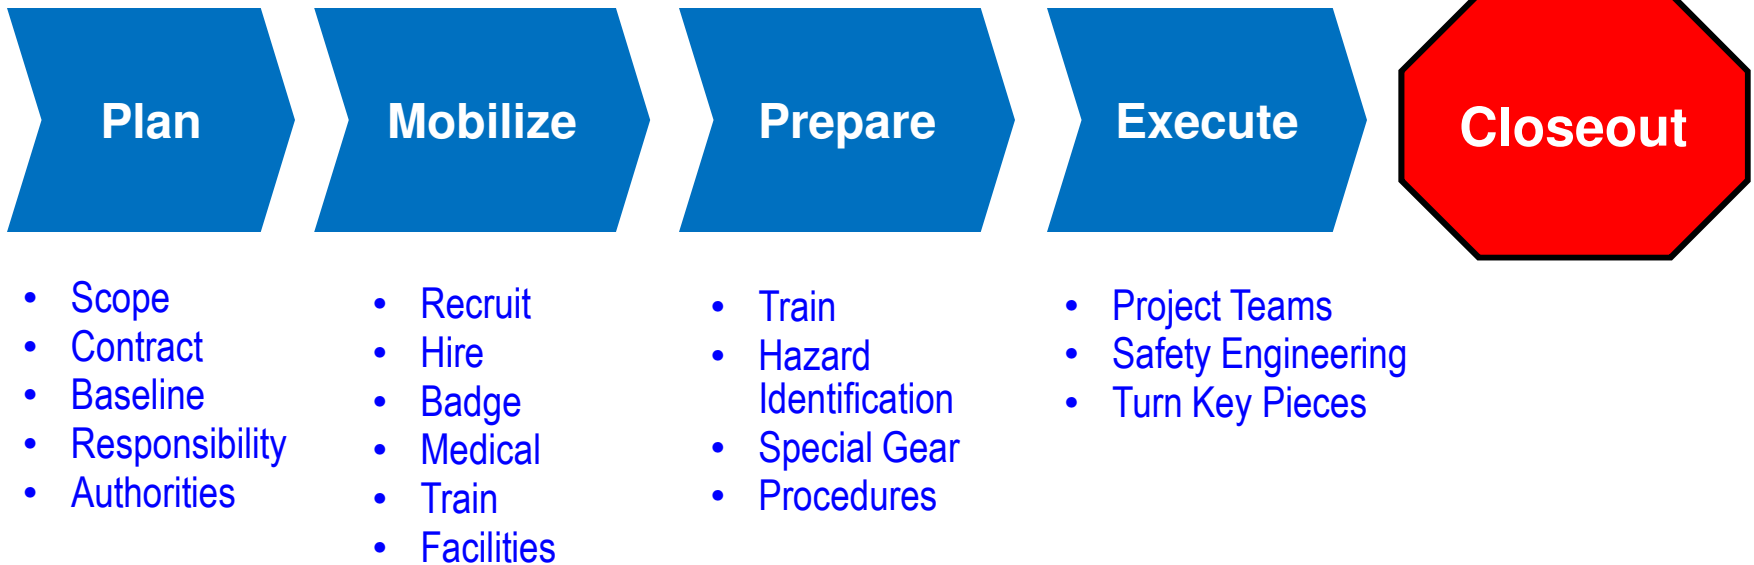 Plan
Mobilize
Prepare
Execute
Closeout
• Scope
• Contract
• Baseline
• Responsibility
• Authorities
• Recruit
• Hire
• Badge
• Medical
• Train
• Facilities
• Train
• Hazard
Identification
• Special Gear
• Procedures
• Project Teams
• Safety Engineering
• Turn Key Pieces